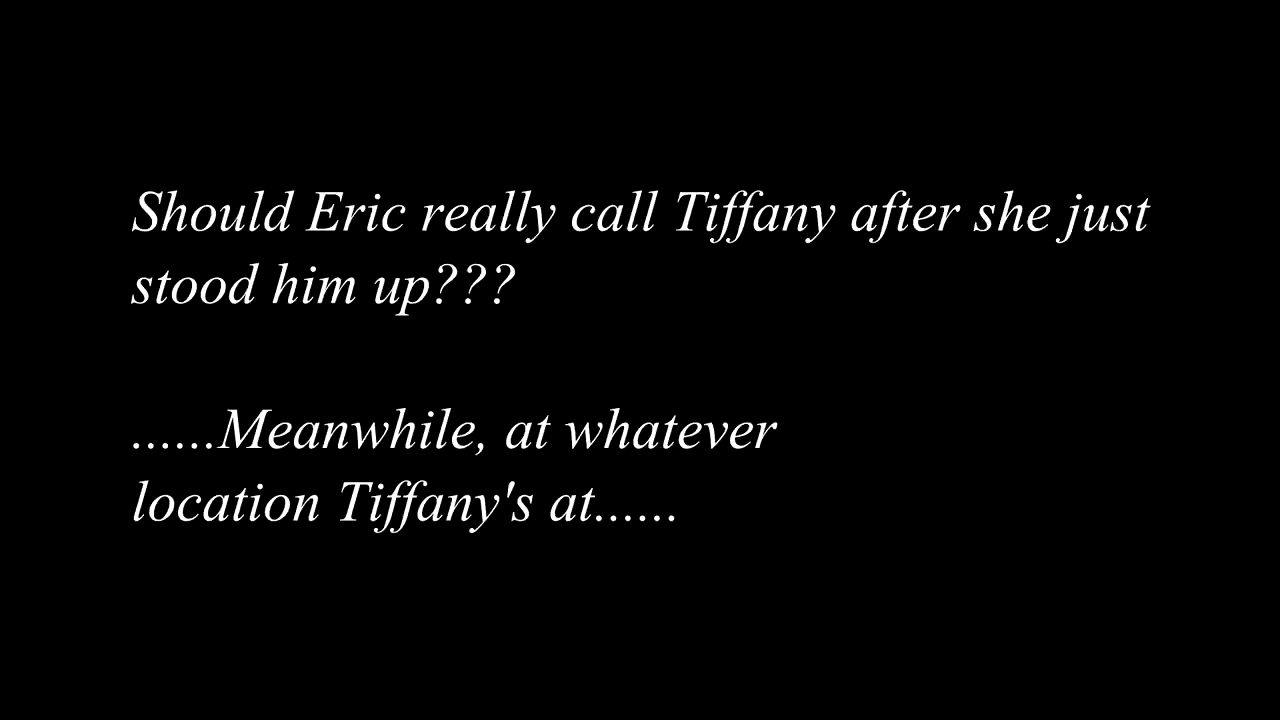 Should Eric really call Tiffany after she just
stood him up???
......Meanwhile, at whatever
location Tiffany's at......